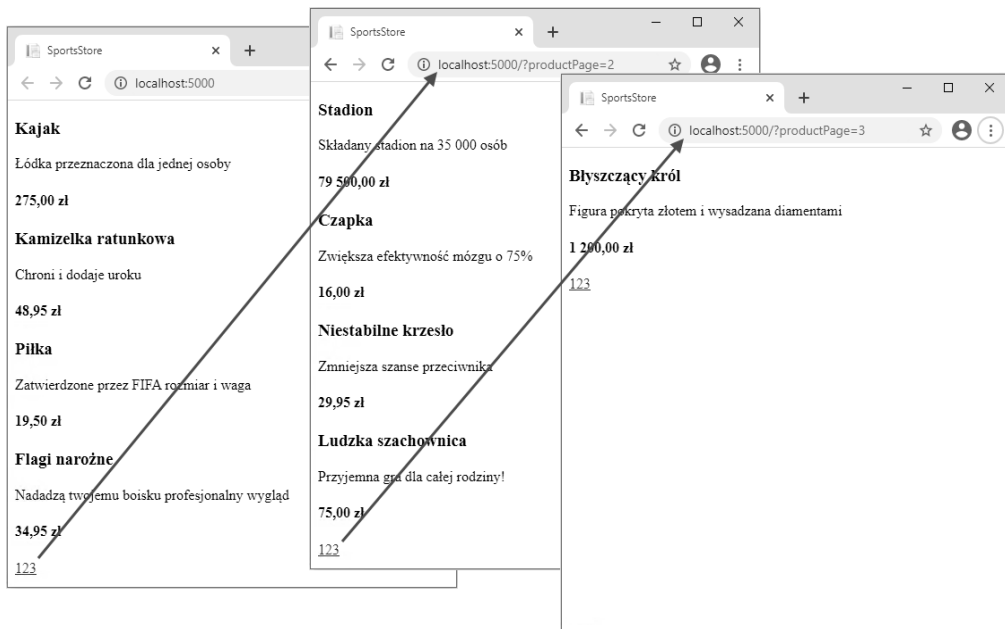 SportsStore
localhost:5000
Kajak
Łódka przeznaczona dla jednej osoby
275,00 zł
Kamizelka ratunkowa
Chroni i dodaje uroku
48,95 zł
Piłka
Zatwierdzone przez FIFA rozmiar i waga
19,50 zł
Flagi narożne
Nadadzą twojemu boisku profesjonalny wygląd
34,95 zł
123
SportsStore
localhost:5000/?productPage=2
Stadion
Składany stadion na 35 000 osób
79 500,00 zł
Czapka
Zwiększa efektywność mózgu o 75%
16,00 zł
Niestabilne krzesło
Zmniejsza szanse przeciwnika
29,95 zł
Ludzka szachownica
Przyjemna gra dla całej rodziny!
75,00 zł
123
SportsStore
localhost:5000/?productPage=3
Błyszczący król
Figura pokryta złotem i wysadzana diamentami
1 200,00 zł
123